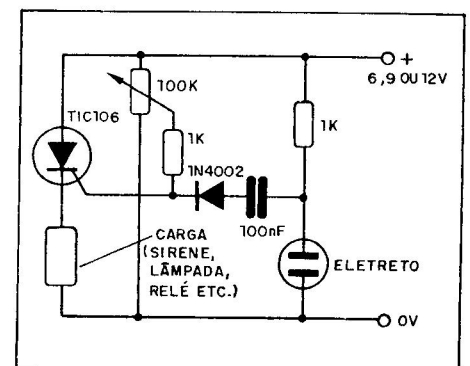 +
6,9 OU 12V
100K
TIC106
1K
1K
1N4002
100nF
CARGA
(SIRENE,
LÂMPADA,
RELÉ ETC.)
ELETRETO
0V